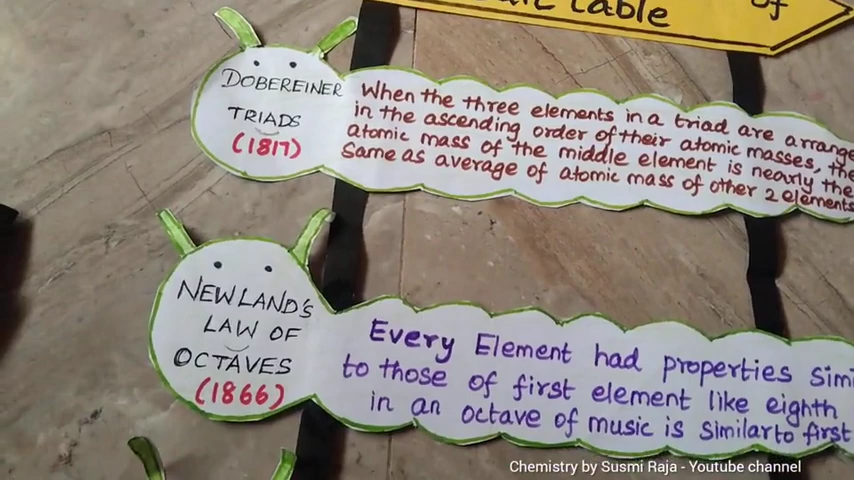 of
Table
DOBEREINER
TRIADS
(1817)
When the three elements in a triad are arrange
in the ascending order of their atomic masses, the
atomic mass of the middle element is nearly the
same as average of atomic mass of other 2 elements
NEWLAND'S
LAW OF
OCTAVES
(1866)
Every Element had properties simi
to those of first element like eighth
in an octave of music is similar to first
Chemistry by Susmi Raja - Youtube channel